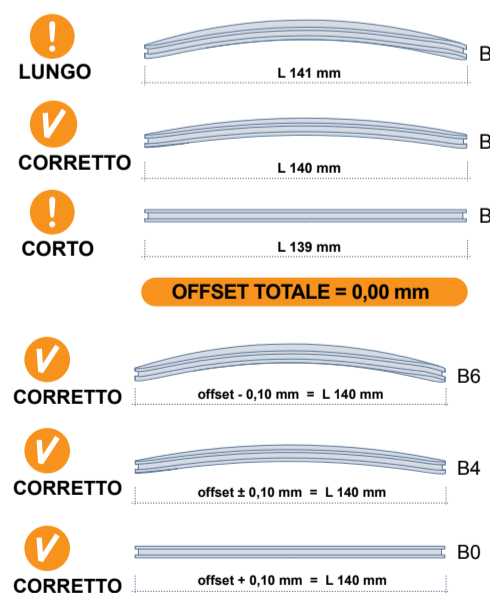 LUNGO
L 141 mm
B
CORRETTO
L 140 mm
B
CORTO
L 139 mm
B
OFFSET TOTALE = 0,00 mm
CORRETTO
offset - 0,10 mm = L 140 mm
B6
CORRETTO
offset ± 0,10 mm = L 140 mm
B4
CORRETTO
offset + 0,10 mm = L 140 mm
B0